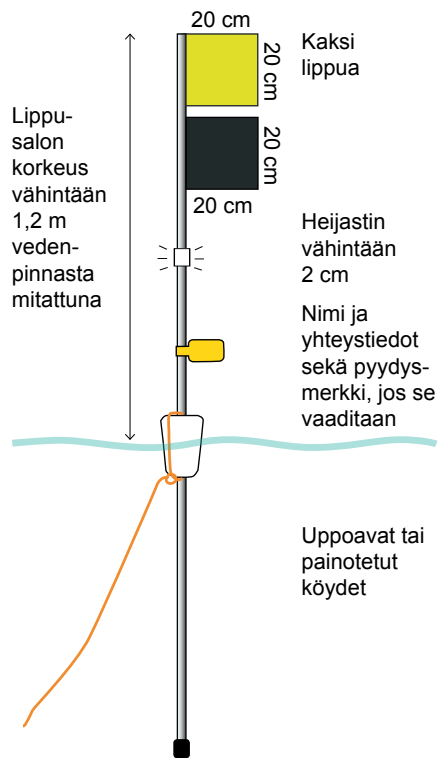 20 cm
20 cm
Kaksi
lippua
20 cm
20 cm
Lippu-
salon
korkeus
vähintään
1,2 m
veden-
pinnasta
mitattuna
Heijastin
vähintään
2 cm
Nimi ja
yhteystiedot
sekä pyydys-
merkki, jos se
vaaditaan
Uppoavat tai
painotetut
köydet